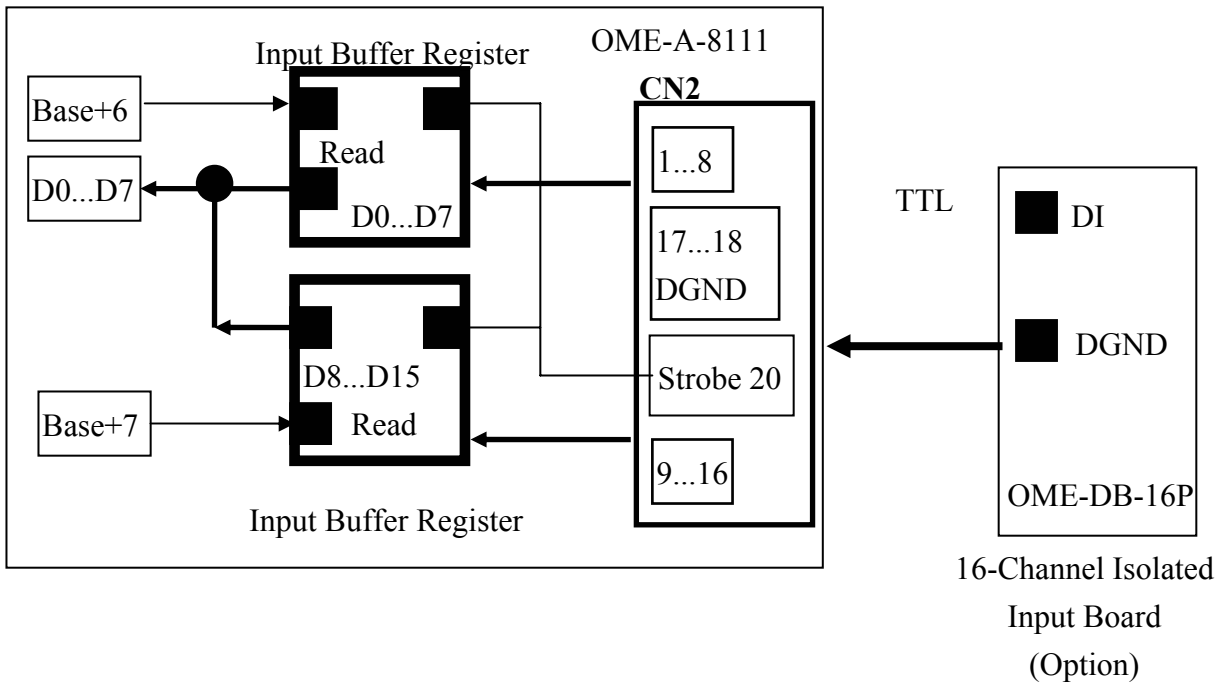 Input Buffer Register
OME-A-8111
CN2
Base+6
Read
1...8
D0...D7
D0...D7
17...18
DGND
TTL
DI
DGND
D8...D15
Strobe 20
Base+7
Read
9...16
OME-DB-16P
Input Buffer Register
16-Channel Isolated
Input Board
(Option)